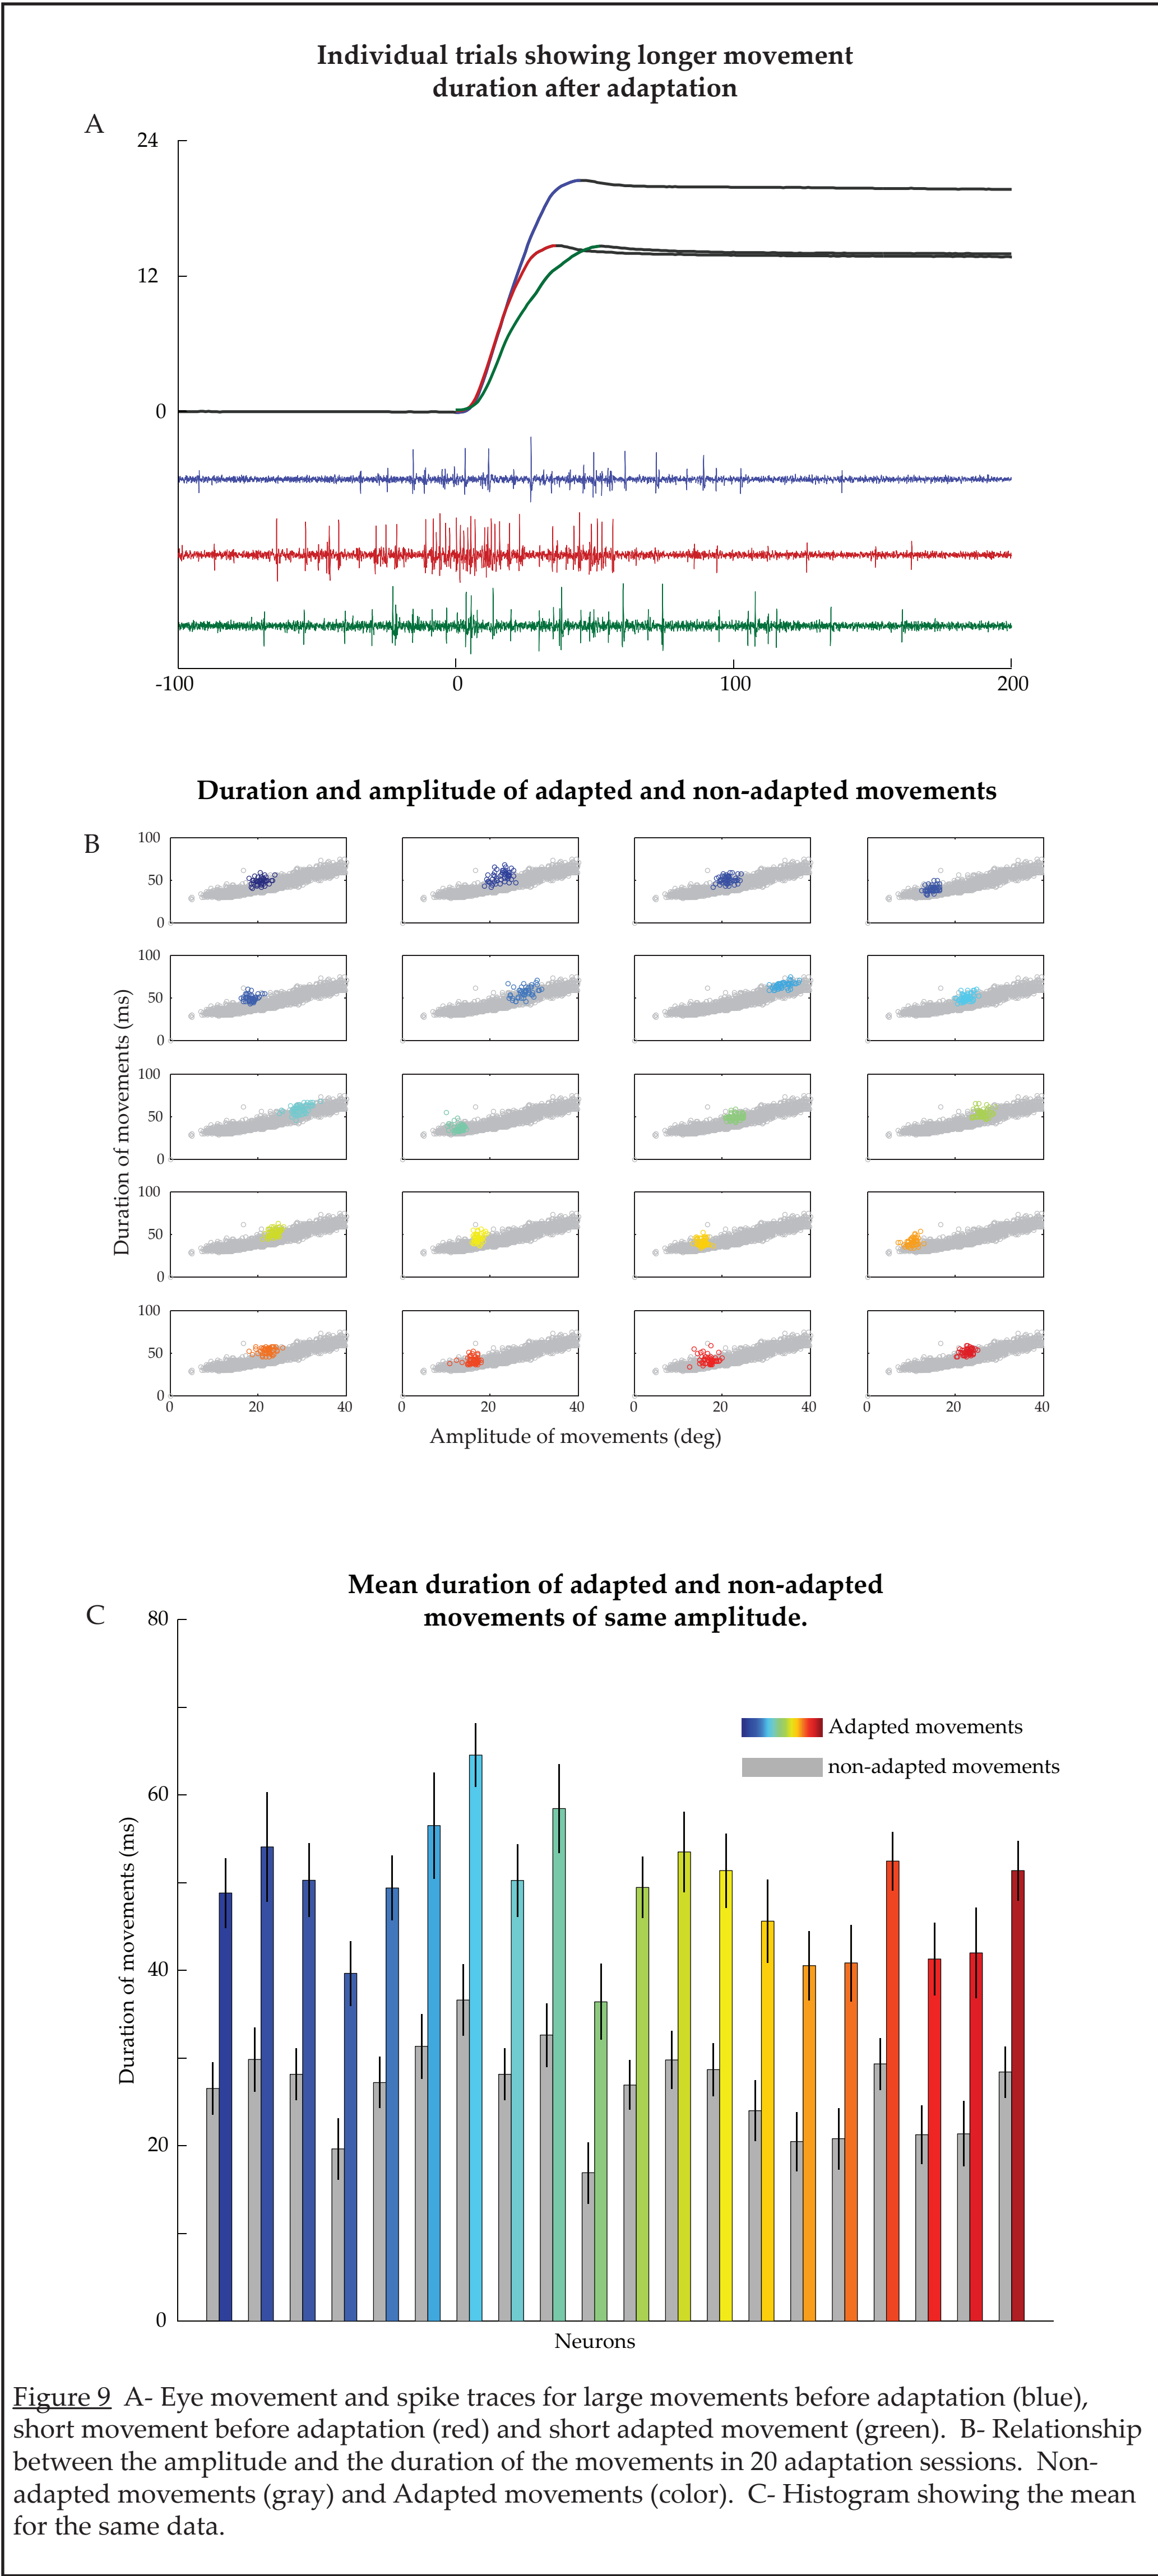 Individual trials showing longer movement
duration after adaptation
A
24
12
0
-100 0 100 200
Duration and amplitude of adapted and non-adapted movements
B
100
50
0
100
50
0
100
50
0
100
50
0
100
50
0
0 20 40 0 20 40 0 20 40 0 20 40
Duration of movements (ms)
Amplitude of movements (deg)
Mean duration of adapted and non-adapted
movements of same amplitude.
C
80
60
40
20
0
Duration of movements (ms)
Adapted movements
non-adapted movements
Neurons
Figure 9 A- Eye movement and spike traces for large movements before adaptation (blue),
short movement before adaptation (red) and short adapted movement (green). B- Relationship
between the amplitude and the duration of the movements in 20 adaptation sessions. Non-
adapted movements (gray) and Adapted movements (color). C- Histogram showing the mean
for the same data.